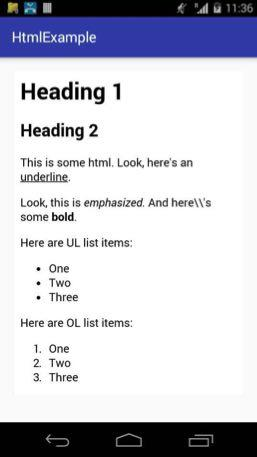 11:36
HtmlExample
Heading 1
Heading 2
This is some html. Look, here's an
underline.
Look, this is emphasized. And here\\'s
some bold.
Here are UL list items:
• One
• Two
• Three
Here are OL list items:
1. One
2. Two
3. Three